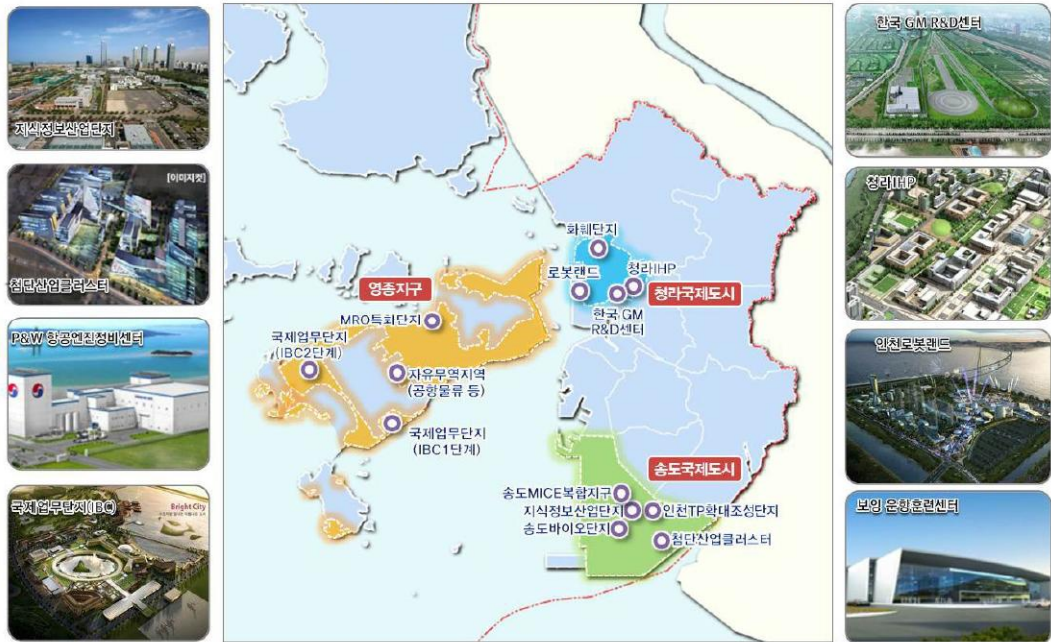 지식정보산업단지
[이미지컷]
첨단산업클러스터
P&W 항공엔진정비센터
국제업무단지(IBC)
Bright City
화훼단지
로봇랜드
청라IHP
청라국제도시
한국 GM
R&D센터
영종지구
MRO특화단지
국제업무단지
(IBC2단계)
자유무역지역
(공항물류 등)
국제업무단지
(IBC1단계)
송도국제도시
송도MICE복합지구
지식정보산업단지
인천TP확대조성단지
송도바이오단지
첨단산업클러스터
한국 GM R&D센터
청라IHP
인천로봇랜드
보잉 운항훈련센터